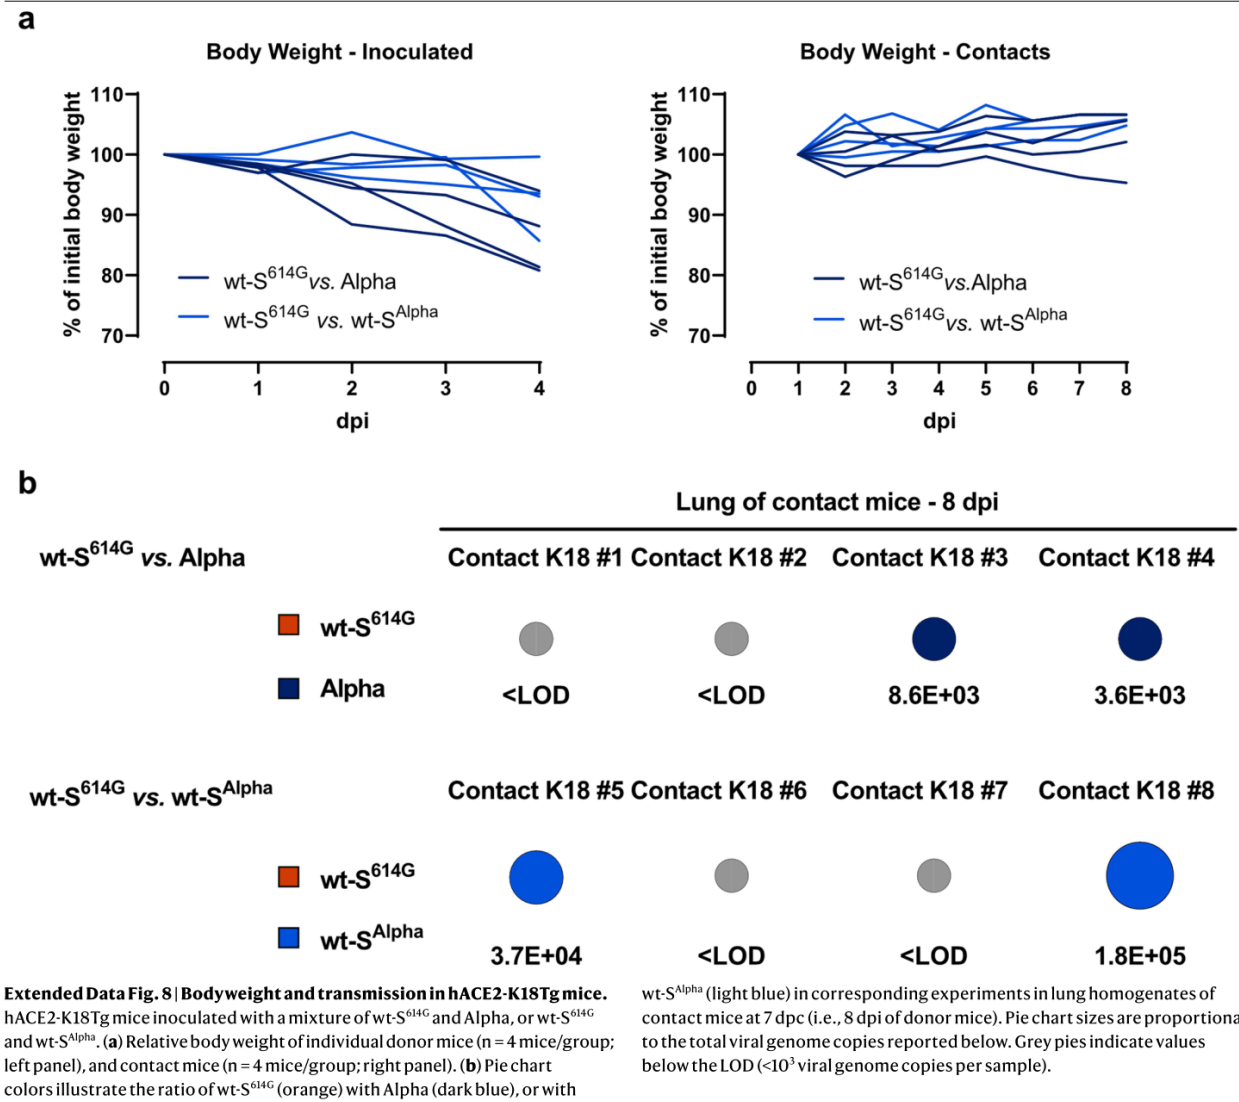 a
Body Weight - Inoculated
% of initial body weight
110
100
90
80
70
wt-S614G vs. Alpha
wt-S614G vs. wt-SAlpha
0 1 2 3 4
dpi
Body Weight - Contacts
% of initial body weight
110
100
90
80
70
wt-S614G vs.Alpha
wt-S614G vs. wt-SAlpha
0 1 2 3 4 5 6 7 8
dpi
b
Lung of contact mice - 8 dpi
wt-S614G vs. Alpha
Contact K18 #1 Contact K18 #2 Contact K18 #3 Contact K18 #4
wt-S614G
Alpha
<LOD <LOD 8.6E+03 3.6E+03
wt-S614G vs. wt-SAlpha
Contact K18 #5 Contact K18 #6 Contact K18 #7 Contact K18 #8
wt-S614G
wt-SAlpha
3.7E+04 <LOD <LOD 1.8E+05
Extended Data Fig. 8 | Bodyweight and transmission in hACE2-K18Tg mice.
hACE2-K18Tg mice inoculated with a mixture of wt-S614G and Alpha, or wt-S614G
and wt-SAlpha. (a) Relative body weight of individual donor mice (n = 4 mice/group;
left panel), and contact mice (n = 4 mice/group; right panel). (b) Pie chart
colors illustrate the ratio of wt-S614G (orange) with Alpha (dark blue), or with
wt-SAlpha (light blue) in corresponding experiments in lung homogenates of
contact mice at 7 dpc (i.e., 8 dpi of donor mice). Pie chart sizes are proportiona
to the total viral genome copies reported below. Grey pies indicate values
below the LOD (<10³ viral genome copies per sample).